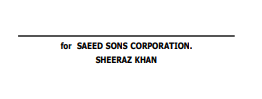 for SAEED SONS CORPORATION.
SHEERAZ KHAN